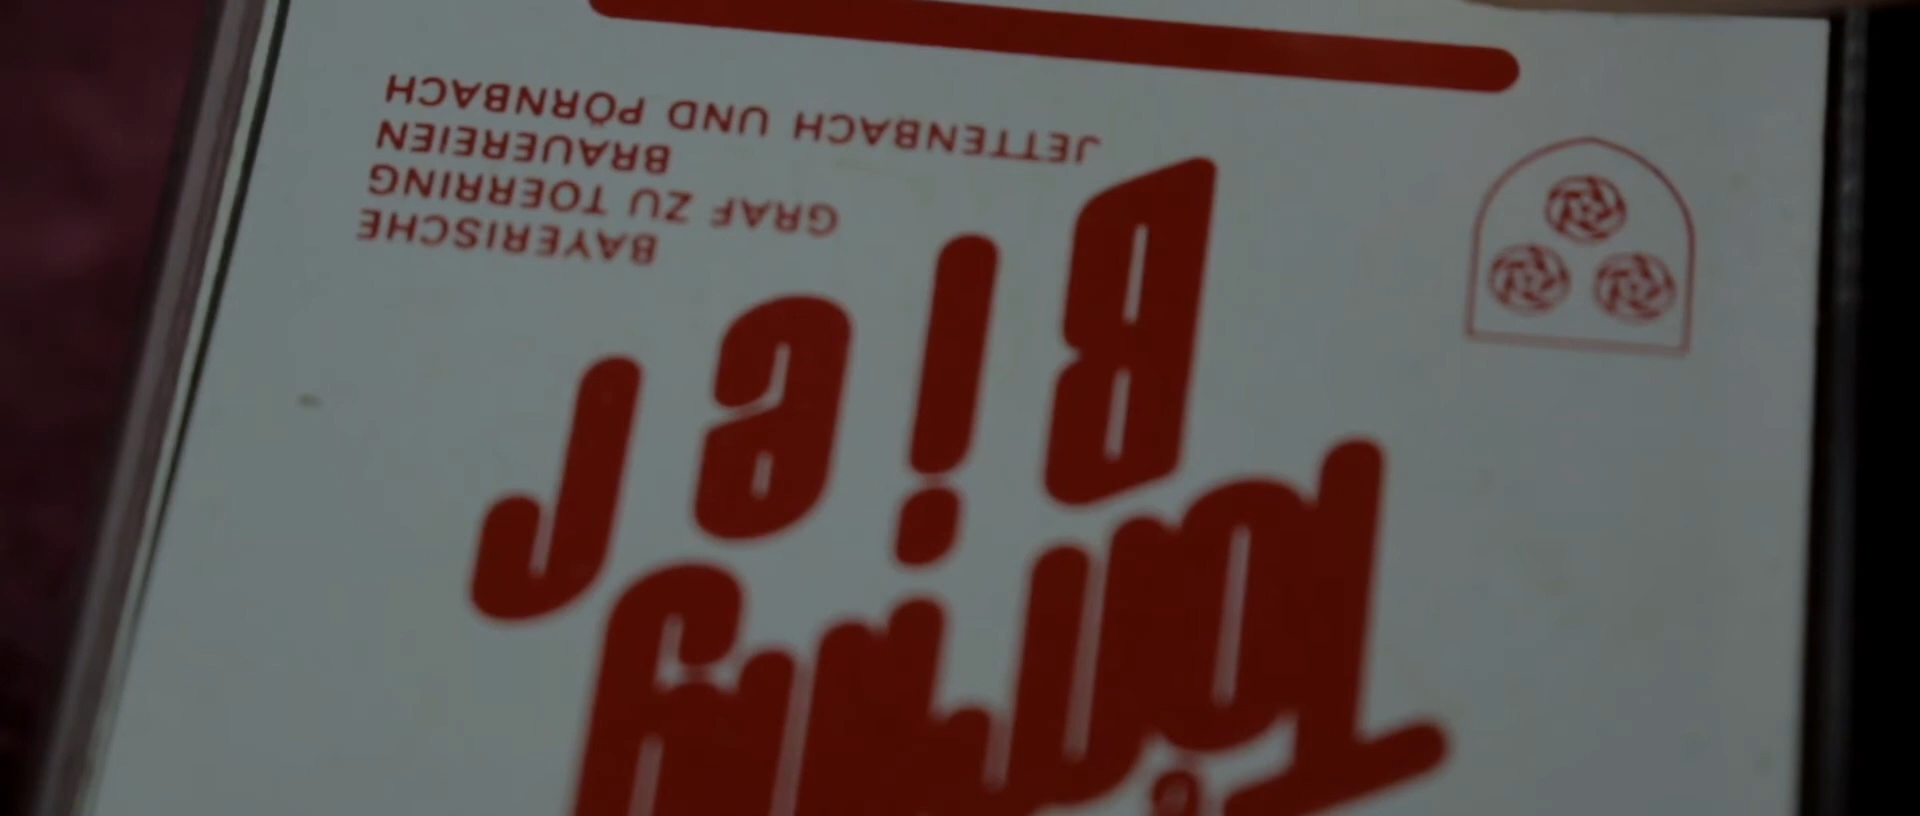 Bier
BAYERISCHE
GRAF ZU TOERRING
BRAUEREIEN
JETTENBACH UND PÖRNBACH